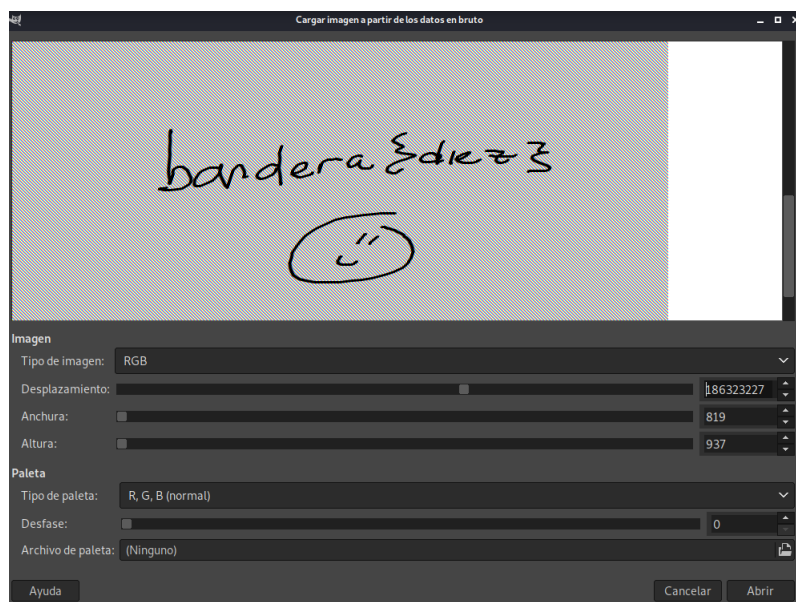 Cargar imagen a partir de los datos en bruto
bandera {diez}
Imagen
Tipo de imagen: RGB
Desplazamiento: 186323227
Anchura: 819
Altura: 937
Paleta
Tipo de paleta: R, G, B (normal)
Desfase: 0
Archivo de paleta: (Ninguno)
Ayuda Cancelar Abrir